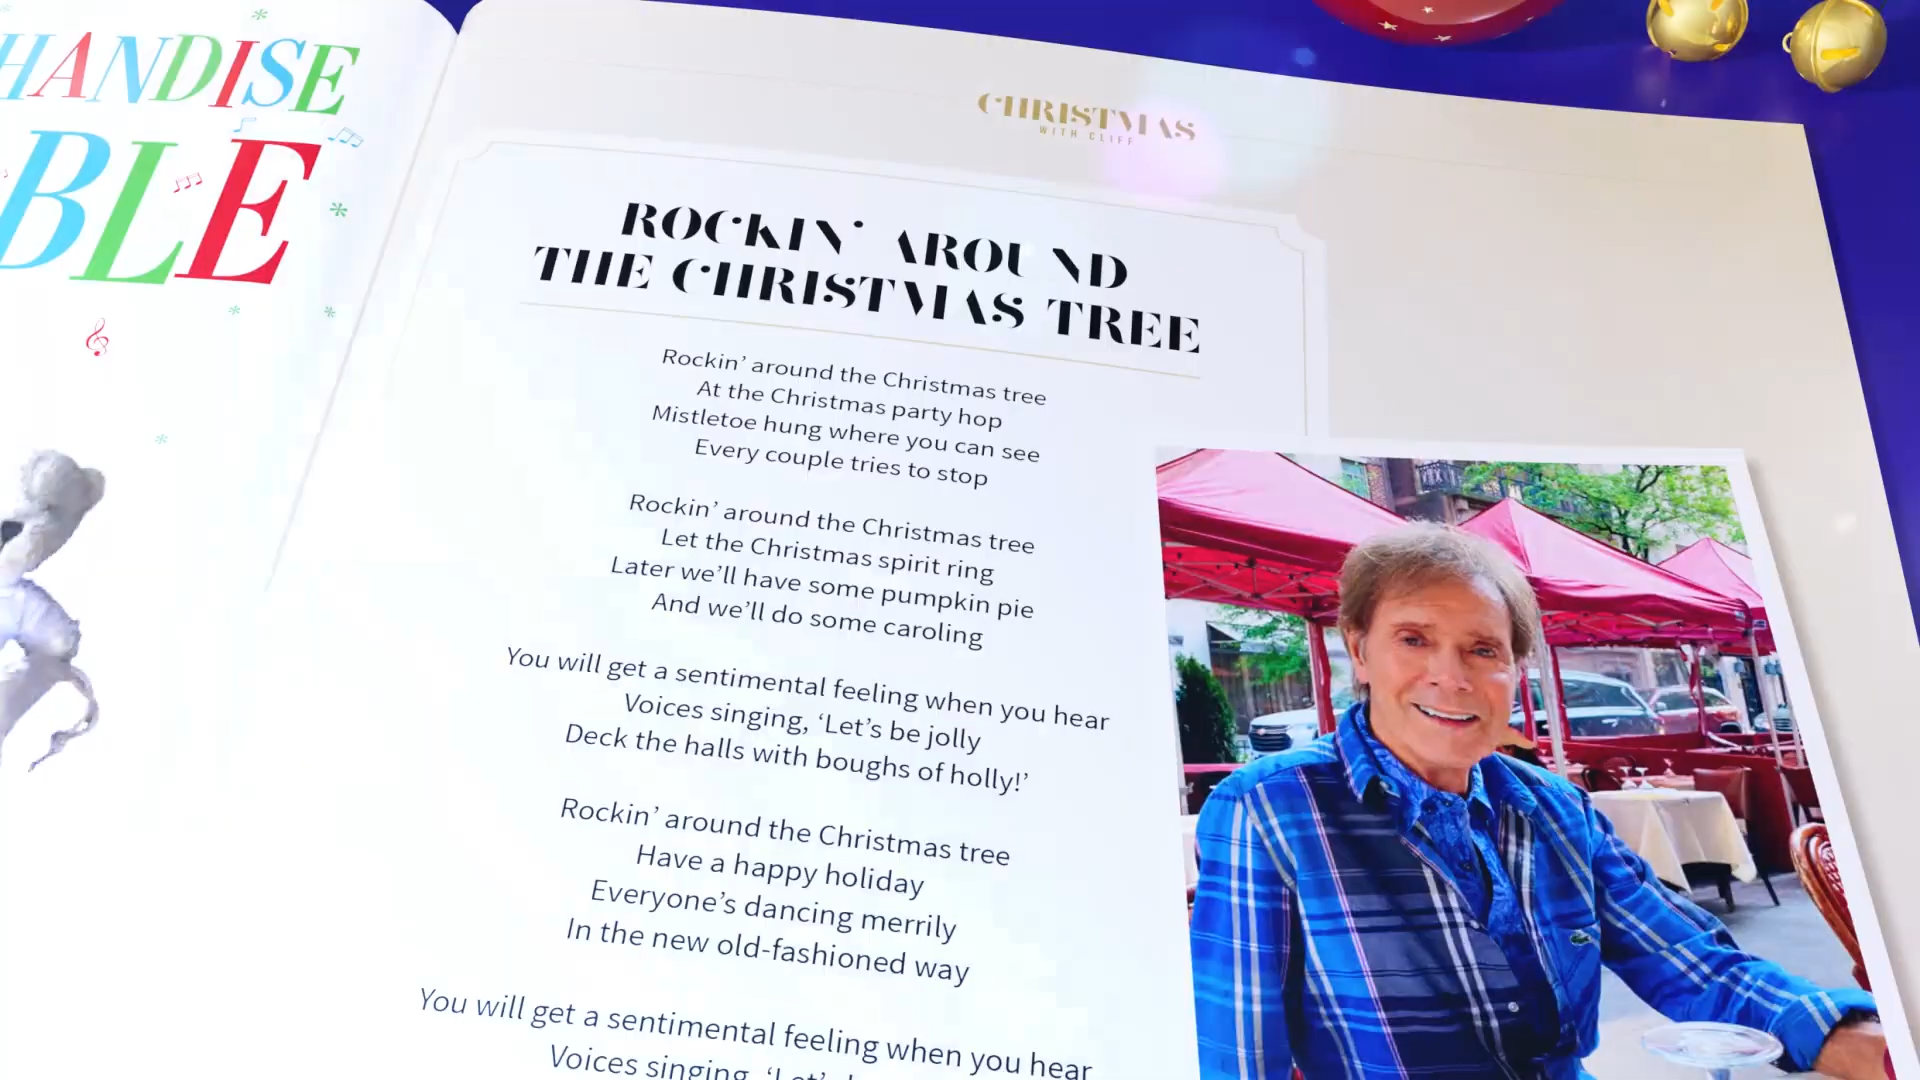 HANDISE
BLE
CHRISTMAS
WITH CLIFF
ROCKIN' AROUND
THE CHRISTMAS TREE
Rockin’ around the Christmas tree
At the Christmas party hop
Mistletoe hung where you can see
Every couple tries to stop
Rockin’ around the Christmas tree
Let the Christmas spirit ring
Later we’ll have some pumpkin pie
And we’ll do some caroling
You will get a sentimental feeling when you hear
Voices singing, ‘Let’s be jolly
Deck the halls with boughs of holly!’
Rockin’ around the Christmas tree
Have a happy holiday
Everyone’s dancing merrily
In the new old-fashioned way
You will get a sentimental feeling when you hear
Voices singing, ‘Let’s